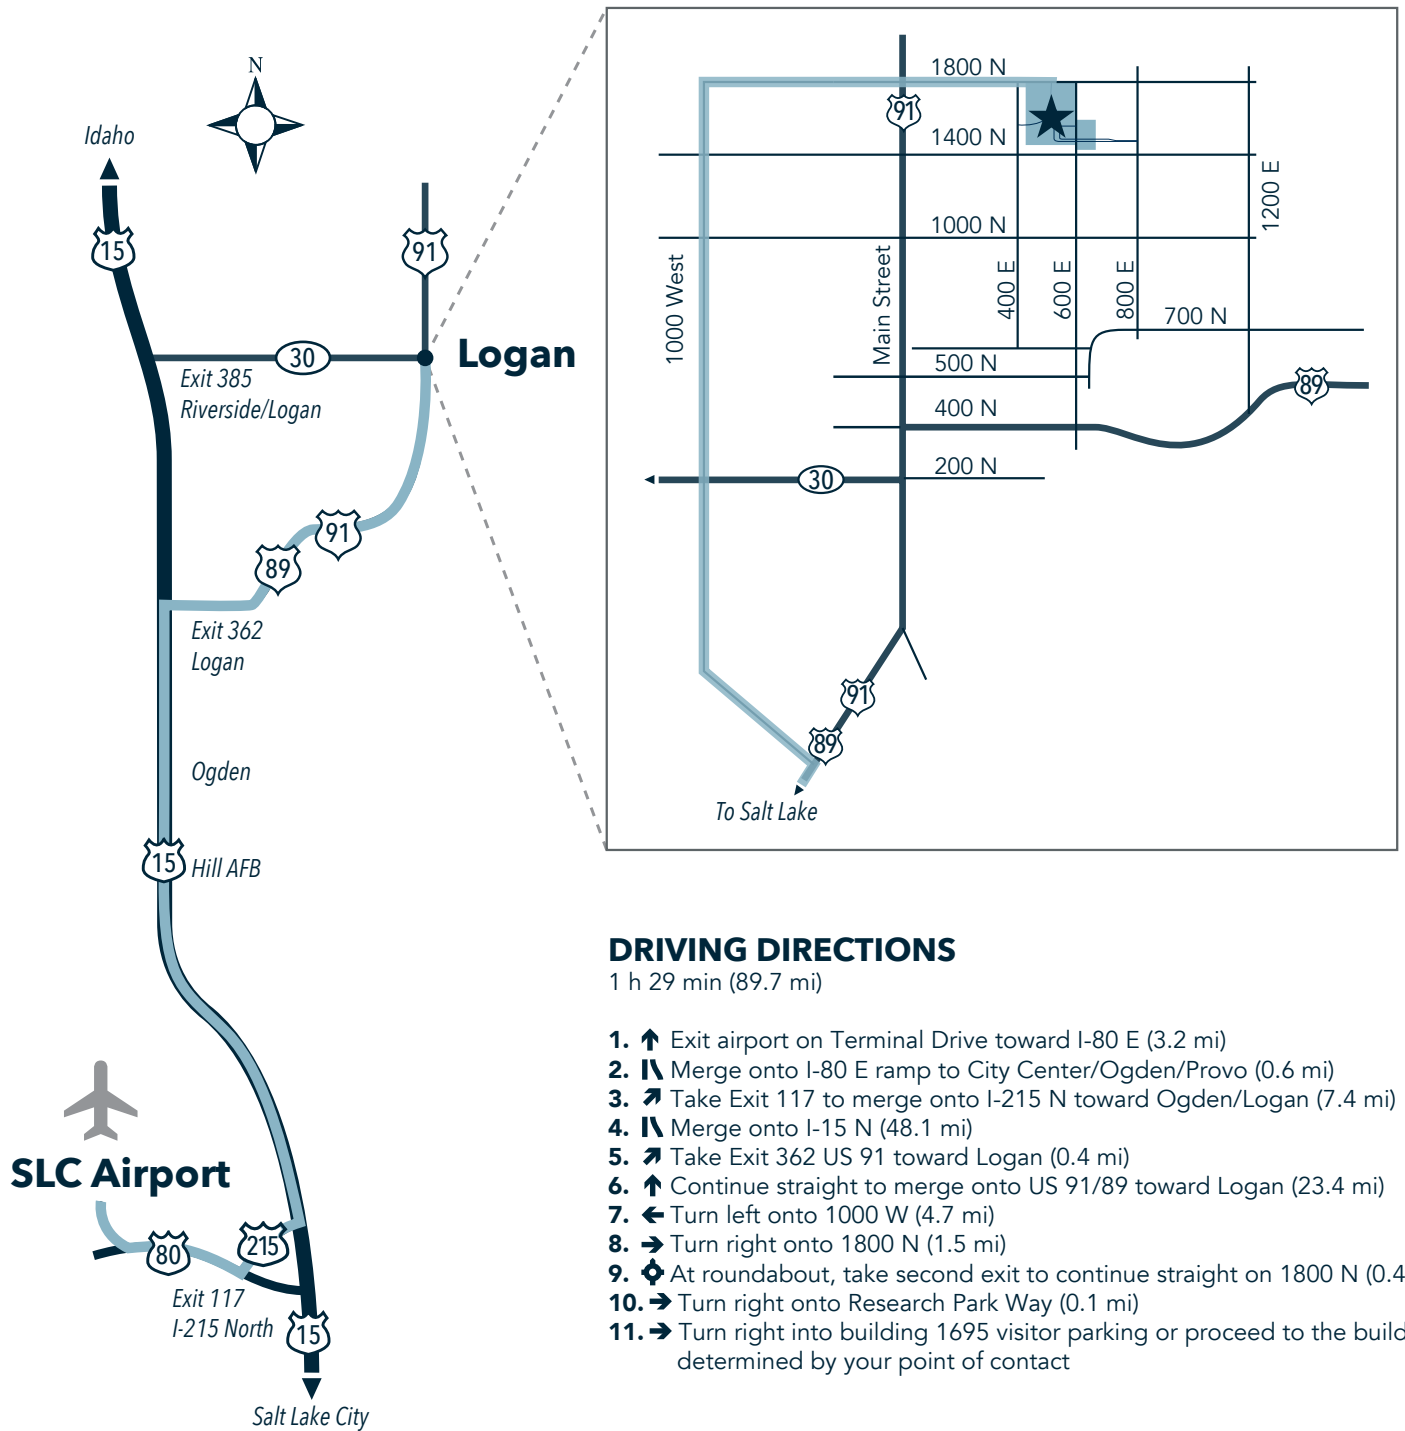 N
Idaho
15
91
30
Logan
Exit 385
Riverside/Logan
91
89
Exit 362
Logan
Ogden
15
Hill AFB
SLC Airport
80
215
Exit 117
I-215 North
15
Salt Lake City
1800 N
91
1400 N
1200 E
1000 N
1000 West
Main Street
400 E
600 E
800 E
700 N
500 N
89
400 N
200 N
30
91
89
To Salt Lake
DRIVING DIRECTIONS
1 h 29 min (89.7 mi)
1. Exit airport on Terminal Drive toward I-80 E (3.2 mi)
2. Merge onto I-80 E ramp to City Center/Ogden/Provo (0.6 mi)
3. Take Exit 117 to merge onto I-215 N toward Ogden/Logan (7.4 mi)
4. Merge onto I-15 N (48.1 mi)
5. Take Exit 362 US 91 toward Logan (0.4 mi)
6. Continue straight to merge onto US 91/89 toward Logan (23.4 mi)
7. Turn left onto 1000 W (4.7 mi)
8. Turn right onto 1800 N (1.5 mi)
9. At roundabout, take second exit to continue straight on 1800 N (0.4
10. Turn right onto Research Park Way (0.1 mi)
11. Turn right into building 1695 visitor parking or proceed to the build
determined by your point of contact